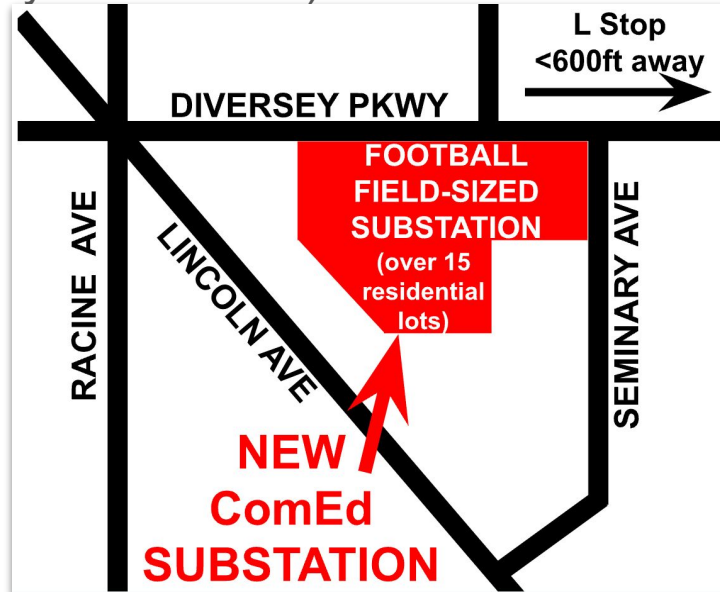 L Stop
<600ft away
DIVERSEY PKWY
FOOTBALL
FIELD-SIZED
SUBSTATION
(over 15
residential
lots)
RACINE AVE
LINCOLN AVE
SEMINARY AVE
NEW
ComEd
SUBSTATION